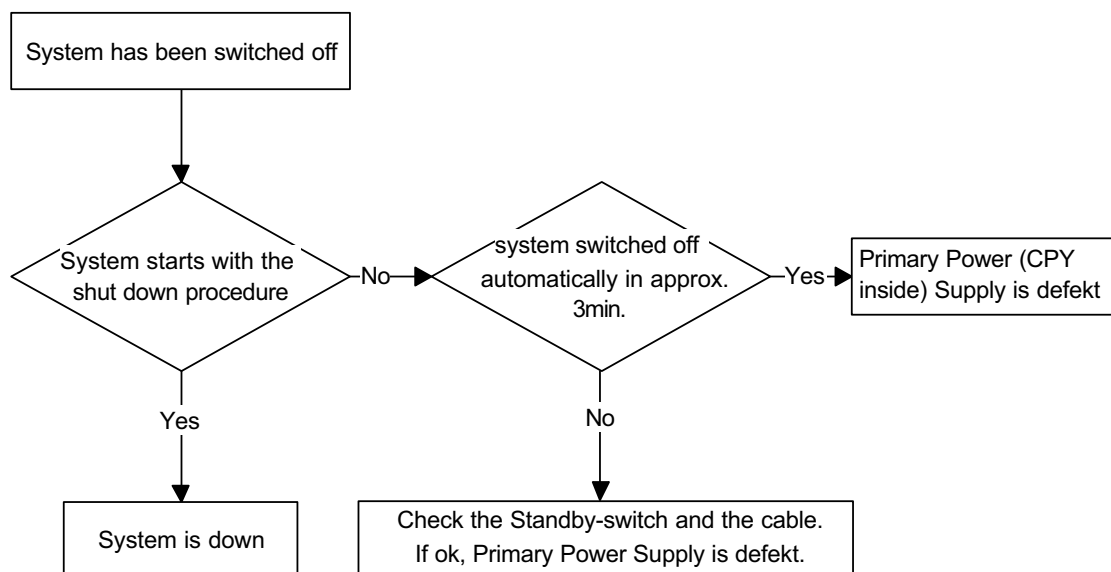 System has been switched off
System starts with the
shut down procedure
No
system switched off
automatically in approx.
3min.
Yes
Primary Power (CPY
inside) Supply is defekt
Yes
No
System is down
Check the Standby-switch and the cable.
If ok, Primary Power Supply is defekt.